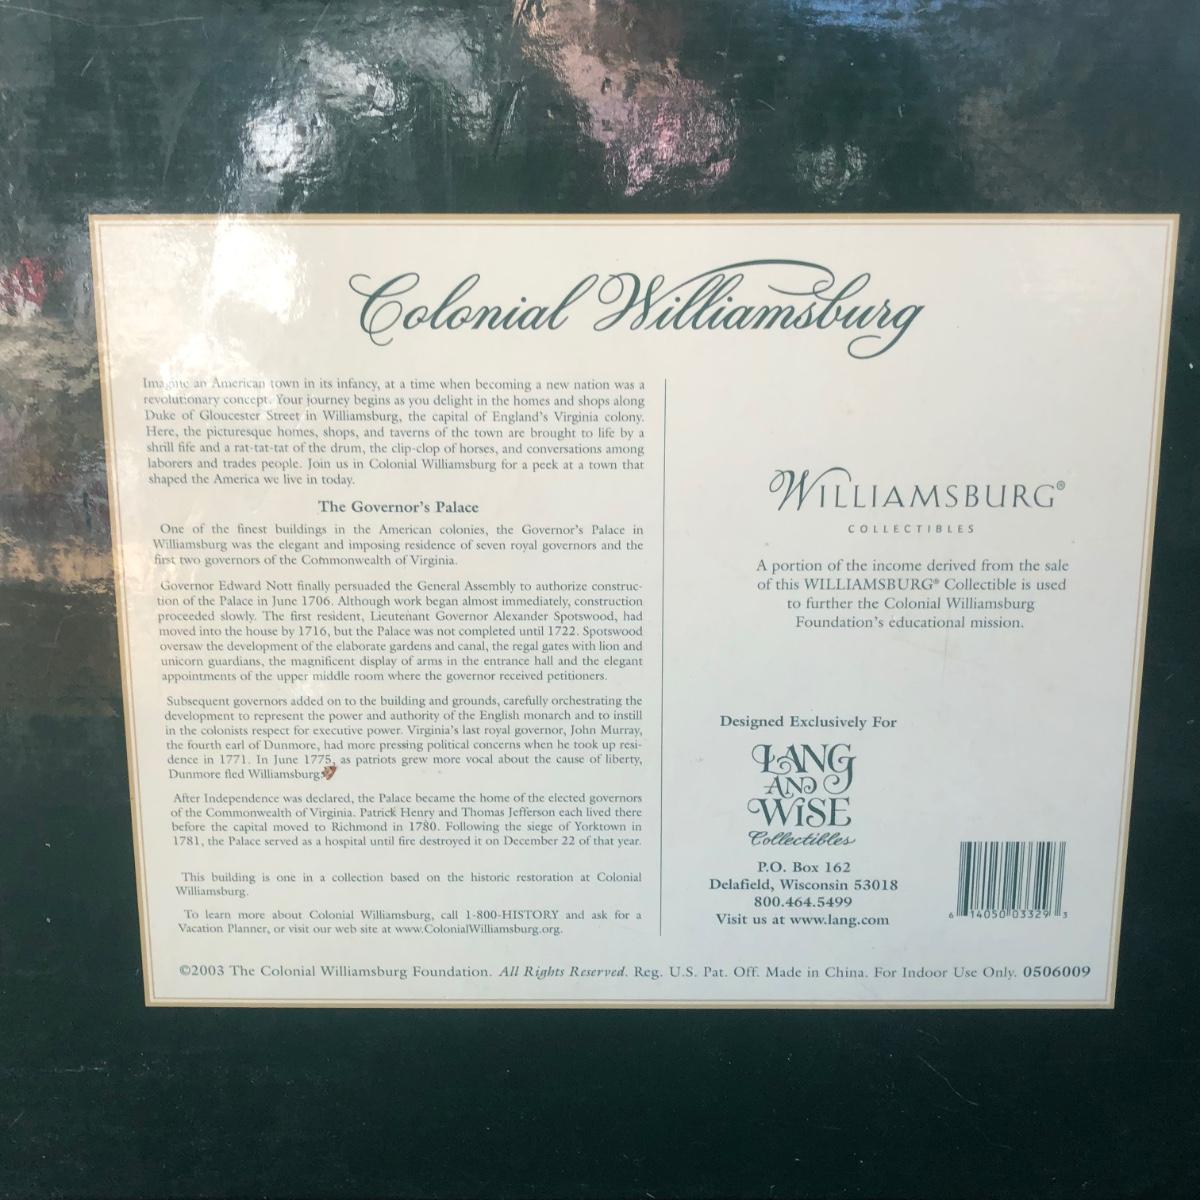 Colonial Williamsburg
Imagine an American town in its infancy, at a time when becoming a new nation was a
revolutionary concept. Your journey begins as you delight in the homes and shops along
Duke of Gloucester Street in Williamsburg, the capital of England's Virginia colony.
Here, the picturesque homes, shops, and taverns of the town are brought to life by a
shrill fife and a rat-tat-tat of the drum, the clip-clop of horses, and conversations among
laborers and trades people. Join us in Colonial Williamsburg for a peek at a town that
shaped the America we live in today.
The Governor's Palace
One of the finest buildings in the American colonies, the Governor's Palace in
Williamsburg was the elegant and imposing residence of seven royal governors and the
first two governors of the Commonwealth of Virginia.
Governor Edward Nott finally persuaded the General Assembly to authorize construc-
tion of the Palace in June 1706. Although work began almost immediately, construction
proceeded slowly. The first resident, Lieutenant Governor Alexander Spotswood, had
moved into the house by 1716, but the Palace was not completed until 1722. Spotswood
oversaw the development of the elaborate gardens and canal, the regal gates with lion and
unicorn guardians, the magnificent display of arms in the entrance hall and the elegant
appointments of the upper middle room where the governor received petitioners.
Subsequent governors added on to the building and grounds, carefully orchestrating the
development to represent the power and authority of the English monarch and to instill
in the colonists respect for executive power. Virginia's last royal governor, John Murray,
the fourth earl of Dunmore, had more pressing political concerns when he took up resi-
dence in 1771. In June 1775, as patriots grew more vocal about the cause of liberty,
Dunmore fled Williamsburg.
After Independence was declared, the Palace became the home of the elected governors
of the Commonwealth of Virginia. Patrick Henry and Thomas Jefferson each lived there
before the capital moved to Richmond in 1780. Following the siege of Yorktown in
1781, the Palace served as a hospital until fire destroyed it on December 22 of that year.
This building is one in a collection based on the historic restoration at Colonial
Williamsburg.
To learn more about Colonial Williamsburg, call 1-800-HISTORY and ask for a
Vacation Planner, or visit our web site at www.ColonialWilliamsburg.org.
WILLIAMSBURG®
COLLECTIBLES
A portion of the income derived from the sale
of this WILLIAMSBURG® Collectible is used
to further the Colonial Williamsburg
Foundation's educational mission.
Designed Exclusively For
LANG
AND
WISE
Collectibles
P.O. Box 162
Delafield, Wisconsin 53018
800.464.5499
Visit us at www.lang.com
6 14050 03329 3
©2003 The Colonial Williamsburg Foundation. All Rights Reserved. Reg. U.S. Pat. Off. Made in China. For Indoor Use Only. 0506009